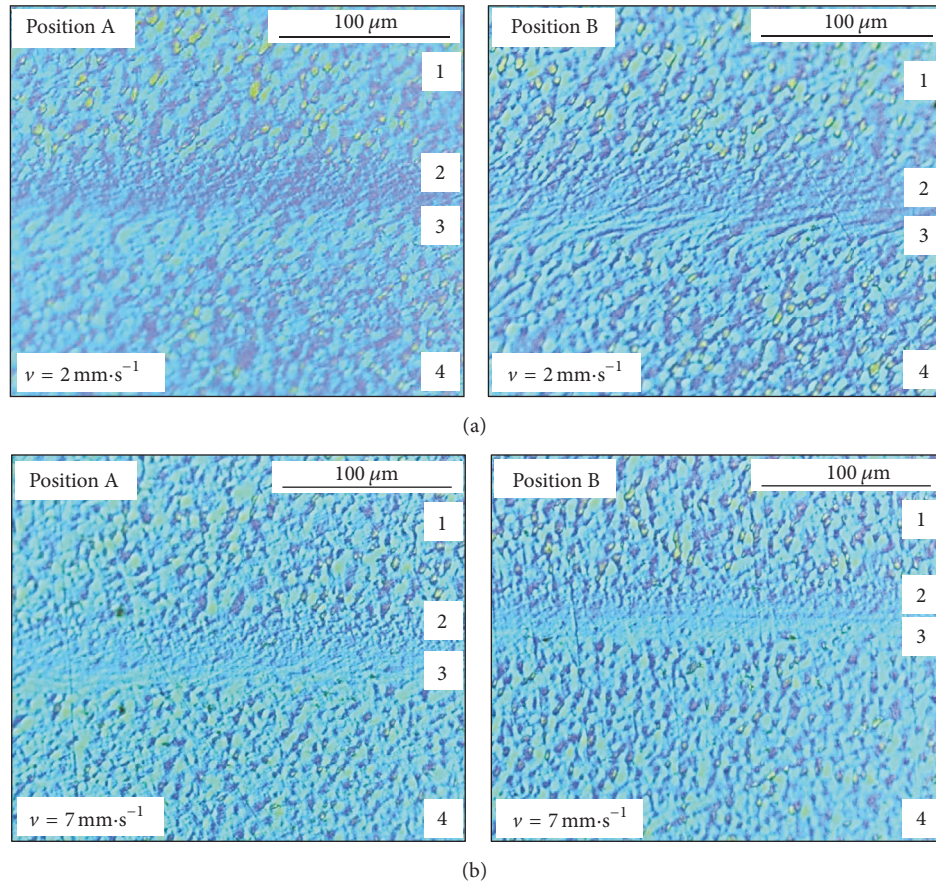 Position A
100 μm
1
2
3
4
v = 2 mm·s⁻¹
Position B
100 μm
1
2
3
4
v = 2 mm·s⁻¹
(a)
Position A
100 μm
1
2
3
4
v = 7 mm·s⁻¹
Position B
100 μm
1
2
3
4
v = 7 mm·s⁻¹
(b)